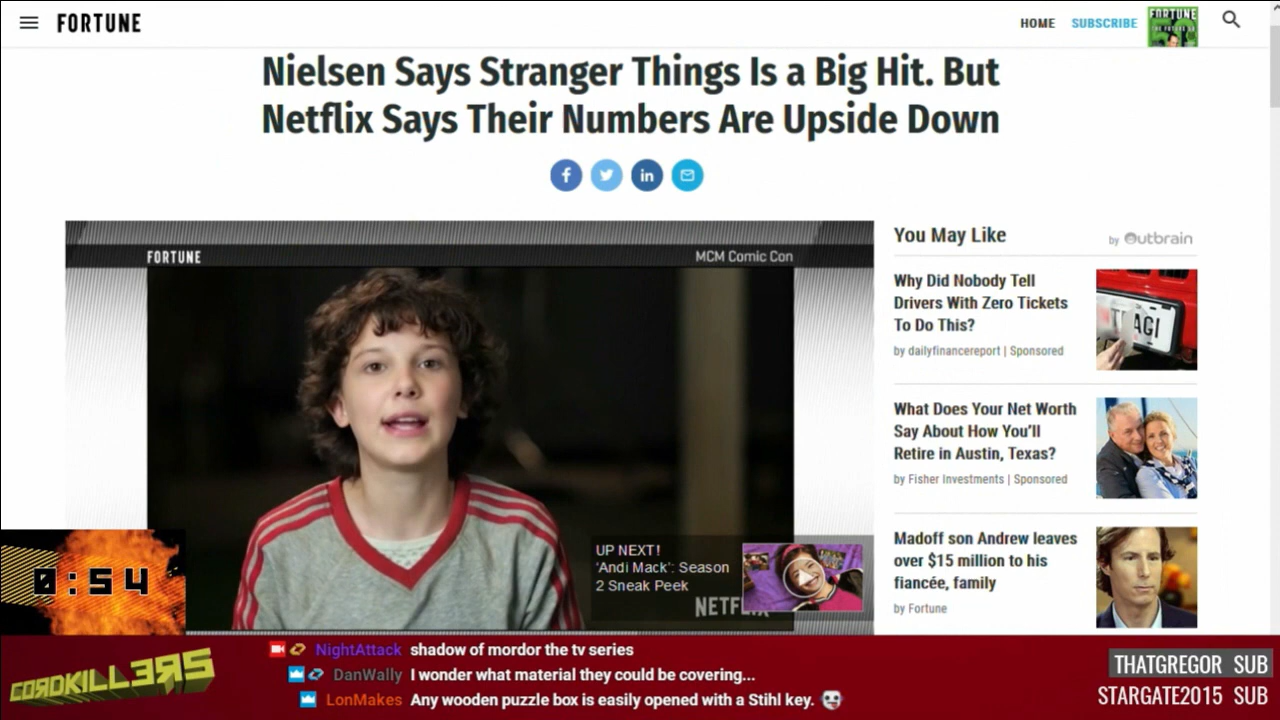 FORTUNE
HOME SUBSCRIBE
FORTUNE
Nielsen Says Stranger Things Is a Big Hit. But
Netflix Says Their Numbers Are Upside Down
FORTUNE
MCM Comic Con
UP NEXT!
'Andi Mack': Season
2 Sneak Peek
NETFLIX
You May Like
by Outbrain
Why Did Nobody Tell
Drivers With Zero Tickets
To Do This?
by dailyfinancereport | Sponsored
What Does Your Net Worth
Say About How You'll
Retire in Austin, Texas?
by Fisher Investments | Sponsored
Madoff son Andrew leaves
over $15 million to his
fiancée, family
by Fortune
0:54
CORDKILLERS
NightAttack shadow of mordor the tv series
DanWally I wonder what material they could be covering...
LonMakes Any wooden puzzle box is easily opened with a Stihl key.
THATGREGOR SUB
STARGATE2015 SUB